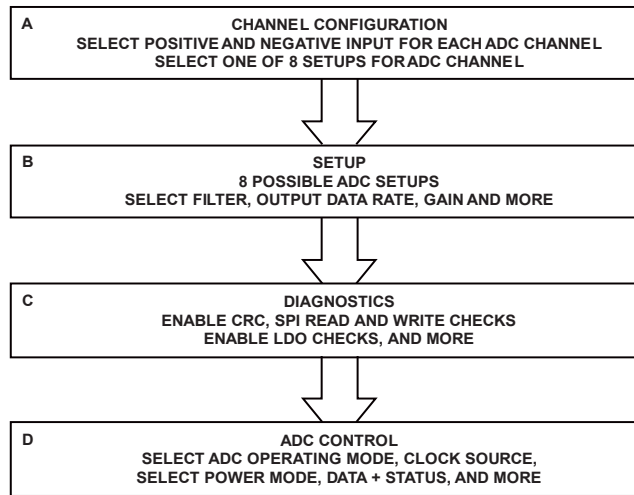 A
CHANNEL CONFIGURATION
SELECT POSITIVE AND NEGATIVE INPUT FOR EACH ADC CHANNEL
SELECT ONE OF 8 SETUPS FOR ADC CHANNEL
B
SETUP
8 POSSIBLE ADC SETUPS
SELECT FILTER, OUTPUT DATA RATE, GAIN AND MORE
C
DIAGNOSTICS
ENABLE CRC, SPI READ AND WRITE CHECKS
ENABLE LDO CHECKS, AND MORE
D
ADC CONTROL
SELECT ADC OPERATING MODE, CLOCK SOURCE,
SELECT POWER MODE, DATA + STATUS, AND MORE